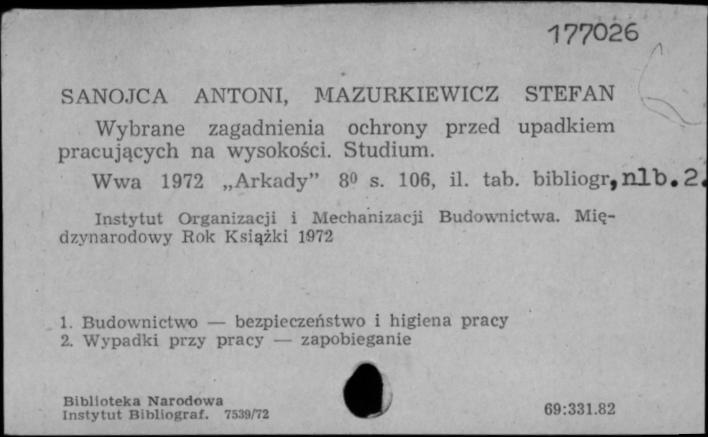 177026
SANOJCA ANTONI, MAZURKIEWICZ STEFAN
Wybrane zagadnienia ochrony przed upadkiem
pracujących na wysokości. Studium.
Wwa 1972 „Arkady” 8⁰ s. 106, il. tab. bibliogr, nlb. 2.
Instytut Organizacji i Mechanizacji Budownictwa. Mię-
dzynarodowy Rok Książki 1972
1. Budownictwo — bezpieczeństwo i higiena pracy
2. Wypadki przy pracy — zapobieganie
Biblioteka Narodowa
Instytut Bibliograf. 7539/72
69:331.82